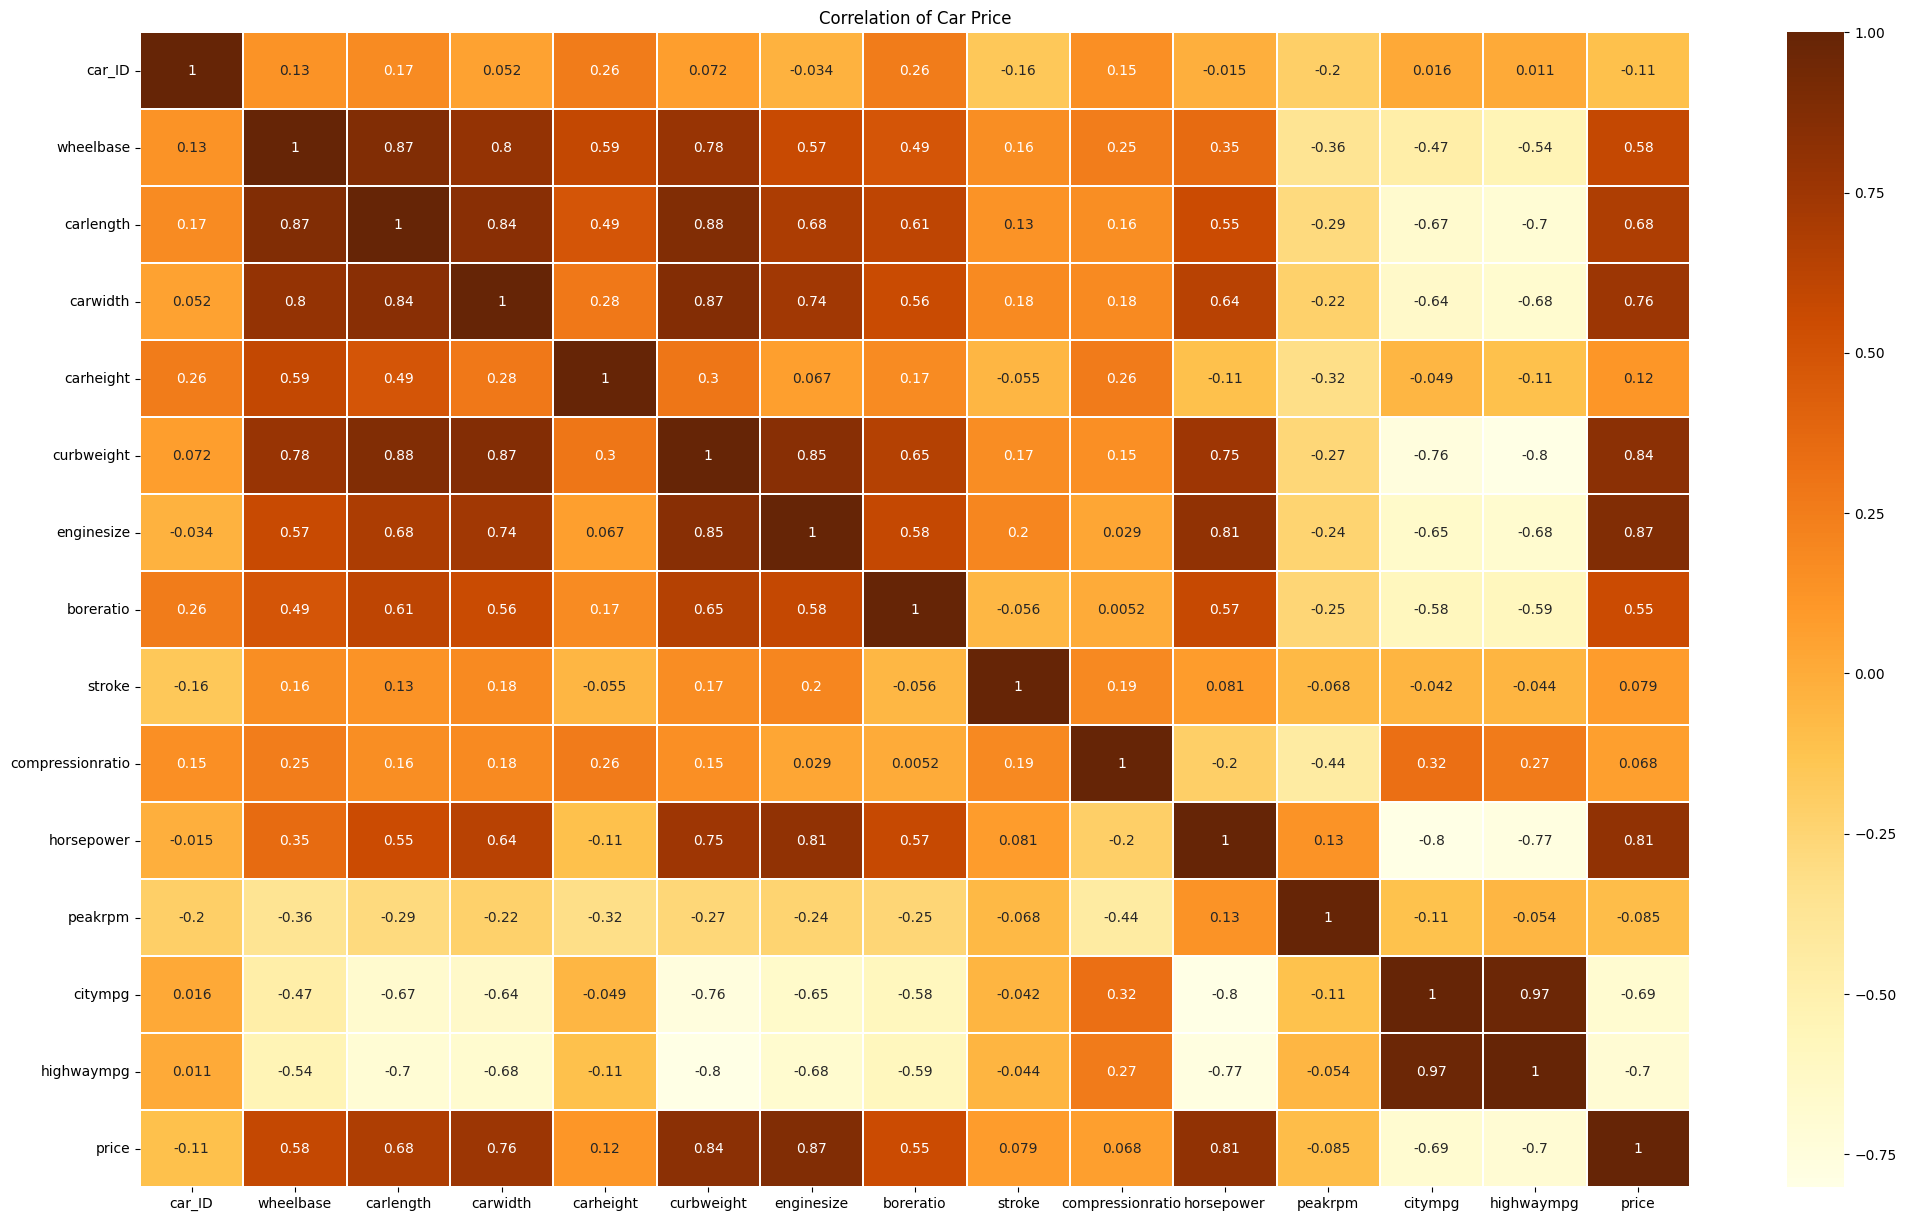 Correlation of Car Price
car_ID 1 0.13 0.17 0.052 0.26 0.072 -0.034 0.26 -0.16 0.15 -0.015 -0.2 0.016 0.011 -0.11
wheelbase 0.13 1 0.87 0.8 0.59 0.78 0.57 0.49 0.16 0.25 0.35 -0.36 -0.47 -0.54 0.58
carlength 0.17 0.87 1 0.84 0.49 0.88 0.68 0.61 0.13 0.16 0.55 -0.29 -0.67 -0.7 0.68
carwidth 0.052 0.8 0.84 1 0.28 0.87 0.74 0.56 0.18 0.18 0.64 -0.22 -0.64 -0.68 0.76
carheight 0.26 0.59 0.49 0.28 1 0.3 0.067 0.17 -0.055 0.26 -0.11 -0.32 -0.049 -0.11 0.12
curbweight 0.072 0.78 0.88 0.87 0.3 1 0.85 0.65 0.17 0.15 0.75 -0.27 -0.76 -0.8 0.84
enginesize -0.034 0.57 0.68 0.74 0.067 0.85 1 0.58 0.2 0.029 0.81 -0.24 -0.65 -0.68 0.87
boreratio 0.26 0.49 0.61 0.56 0.17 0.65 0.58 1 -0.056 0.0052 0.57 -0.25 -0.58 -0.59 0.55
stroke -0.16 0.16 0.13 0.18 -0.055 0.17 0.2 -0.056 1 0.19 0.081 -0.068 -0.042 -0.044 0.079
compressionratio 0.15 0.25 0.16 0.18 0.26 0.15 0.029 0.0052 0.19 1 -0.2 -0.44 0.32 0.27 0.068
horsepower -0.015 0.35 0.55 0.64 -0.11 0.75 0.81 0.57 0.081 -0.2 1 0.13 -0.8 -0.77 0.81
peakrpm -0.2 -0.36 -0.29 -0.22 -0.32 -0.27 -0.24 -0.25 -0.068 -0.44 0.13 1 -0.11 -0.054 -0.085
citympg 0.016 -0.47 -0.67 -0.64 -0.049 -0.76 -0.65 -0.58 -0.042 0.32 -0.8 -0.11 1 0.97 -0.69
highwaympg 0.011 -0.54 -0.7 -0.68 -0.11 -0.8 -0.68 -0.59 -0.044 0.27 -0.77 -0.054 0.97 1 -0.7
price -0.11 0.58 0.68 0.76 0.12 0.84 0.87 0.55 0.079 0.068 0.81 -0.085 -0.69 -0.7 1
car_ID wheelbase carlength carwidth carheight curbweight enginesize boreratio stroke compressionratio horsepower peakrpm citympg highwaympg price
1.00
0.75
0.50
0.25
0.00
−0.25
−0.50
−0.75